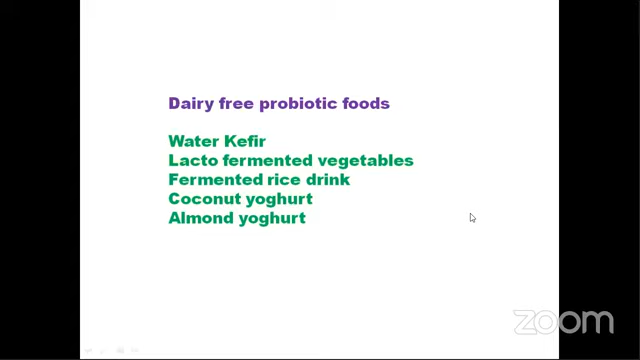 Dairy free probiotic foods
Water Kefir
Lacto fermented vegetables
Fermented rice drink
Coconut yoghurt
Almond yoghurt
zoom